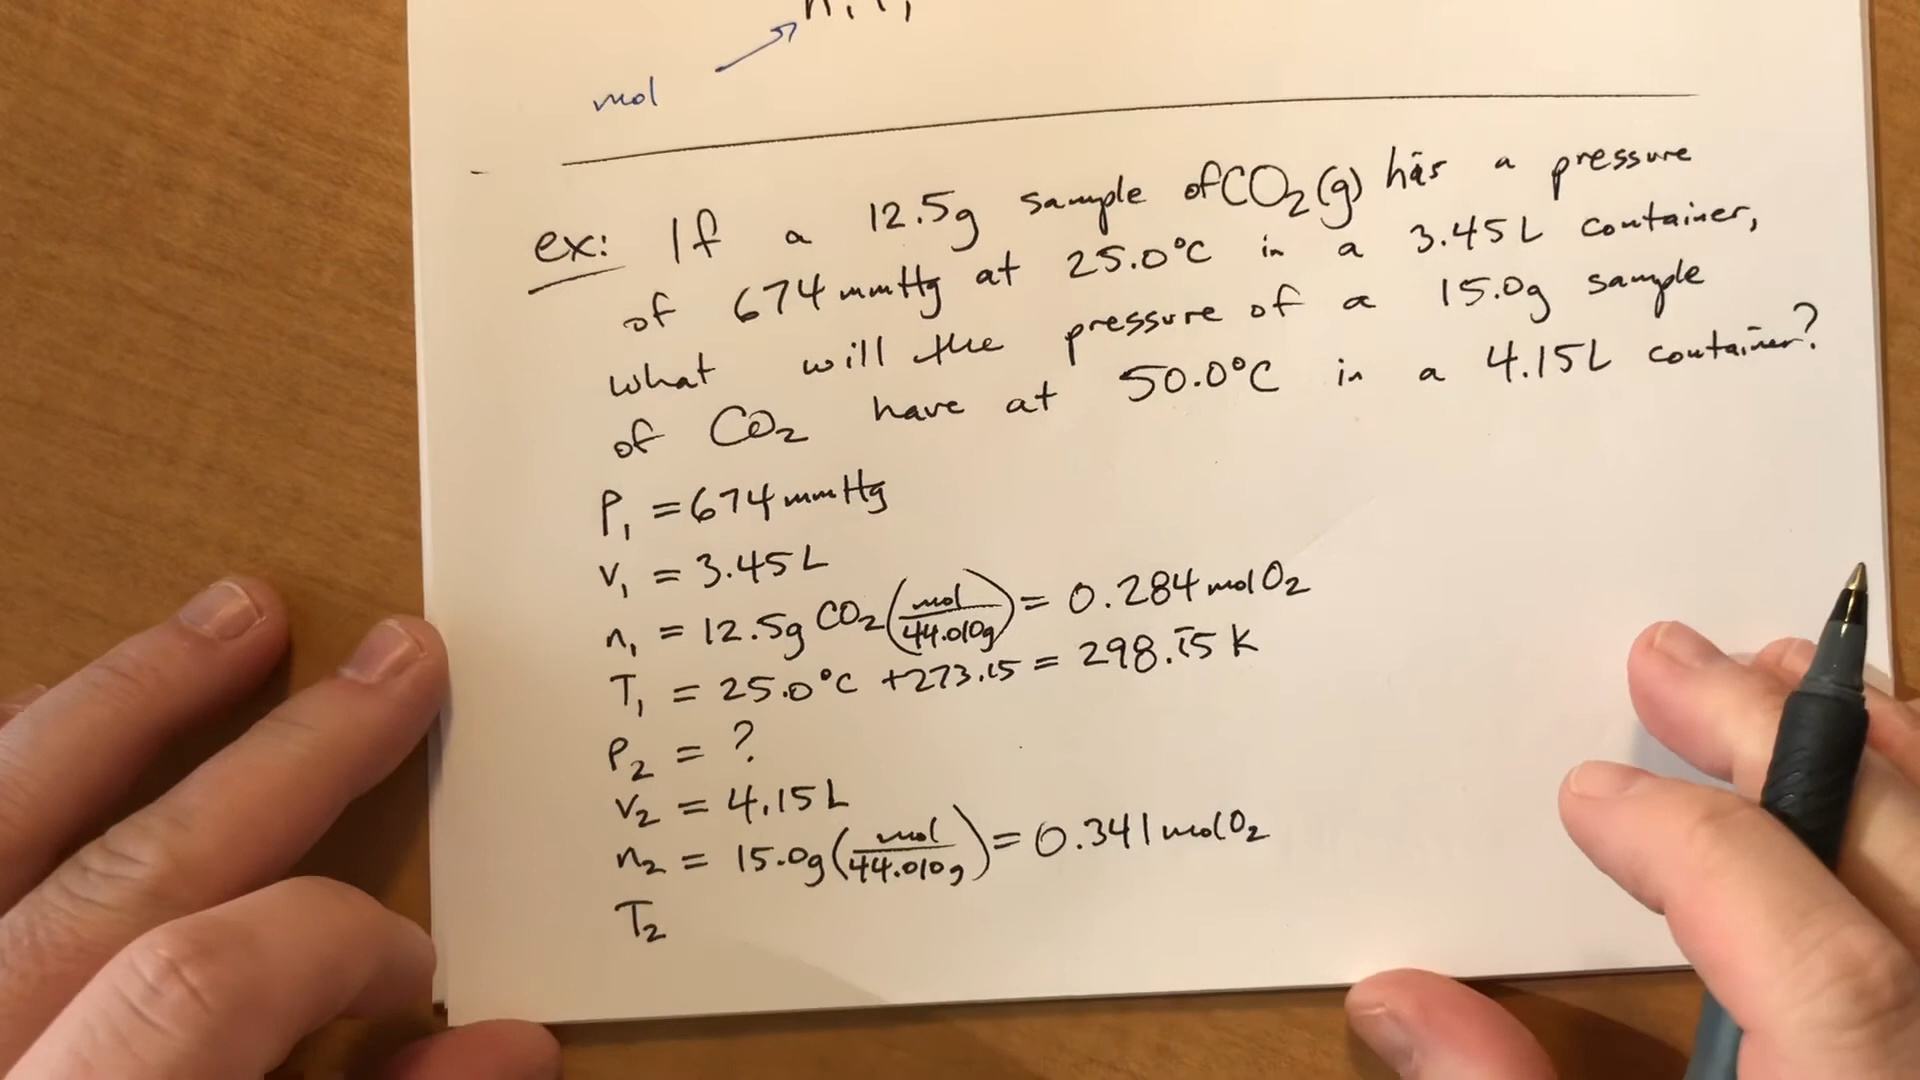 mol
ex: If a 12.5g sample of CO₂(g) has a pressure
of 674 mmHg at 25.0°C in a 3.45L container,
what will the pressure of a 15.0g sample
of CO₂ have at 50.0°C in a 4.15L container?
P₁ = 674 mmHg
V₁ = 3.45L
n₁ = 12.5g CO₂(mol/44.010g) = 0.284 mol O₂
T₁ = 25.0°C +273.15 = 298.15 K
P₂ = ?
V₂ = 4.15L
n₂ = 15.0g(mol/44.010g) = 0.341 mol O₂
T₂